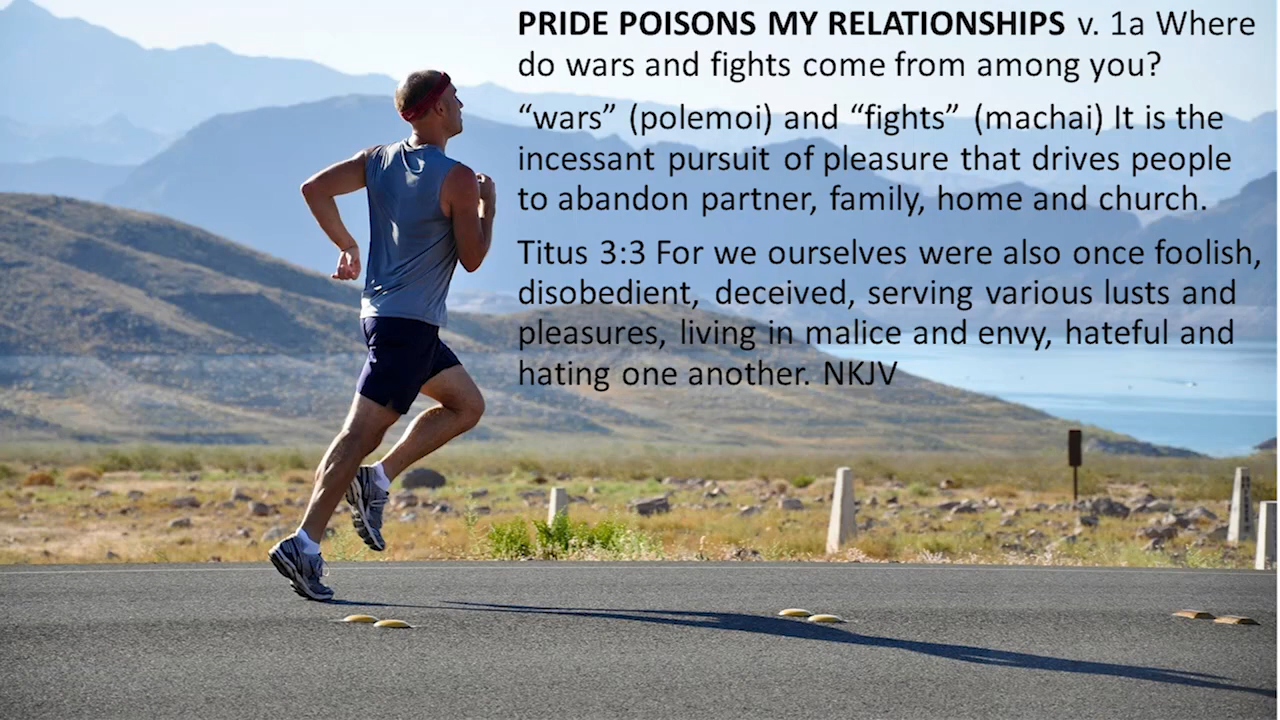 PRIDE POISONS MY RELATIONSHIPS v. 1a Where
do wars and fights come from among you?
“wars” (polemoi) and “fights” (machai) It is the
incessant pursuit of pleasure that drives people
to abandon partner, family, home and church.
Titus 3:3 For we ourselves were also once foolish,
disobedient, deceived, serving various lusts and
pleasures, living in malice and envy, hateful and
hating one another. NKJV